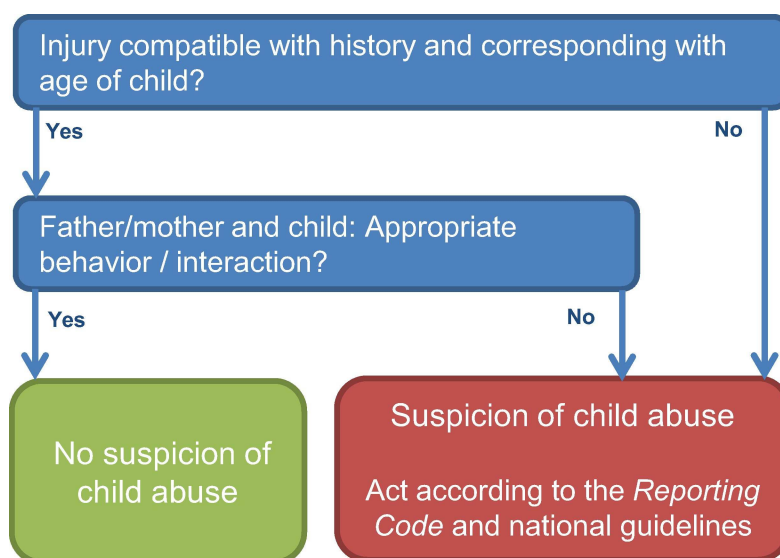 Injury compatible with history and corresponding with
age of child?
Yes
No
Father/mother and child: Appropriate
behavior / interaction?
Yes
No
No suspicion of
child abuse
Suspicion of child abuse
Act according to the Reporting
Code and national guidelines